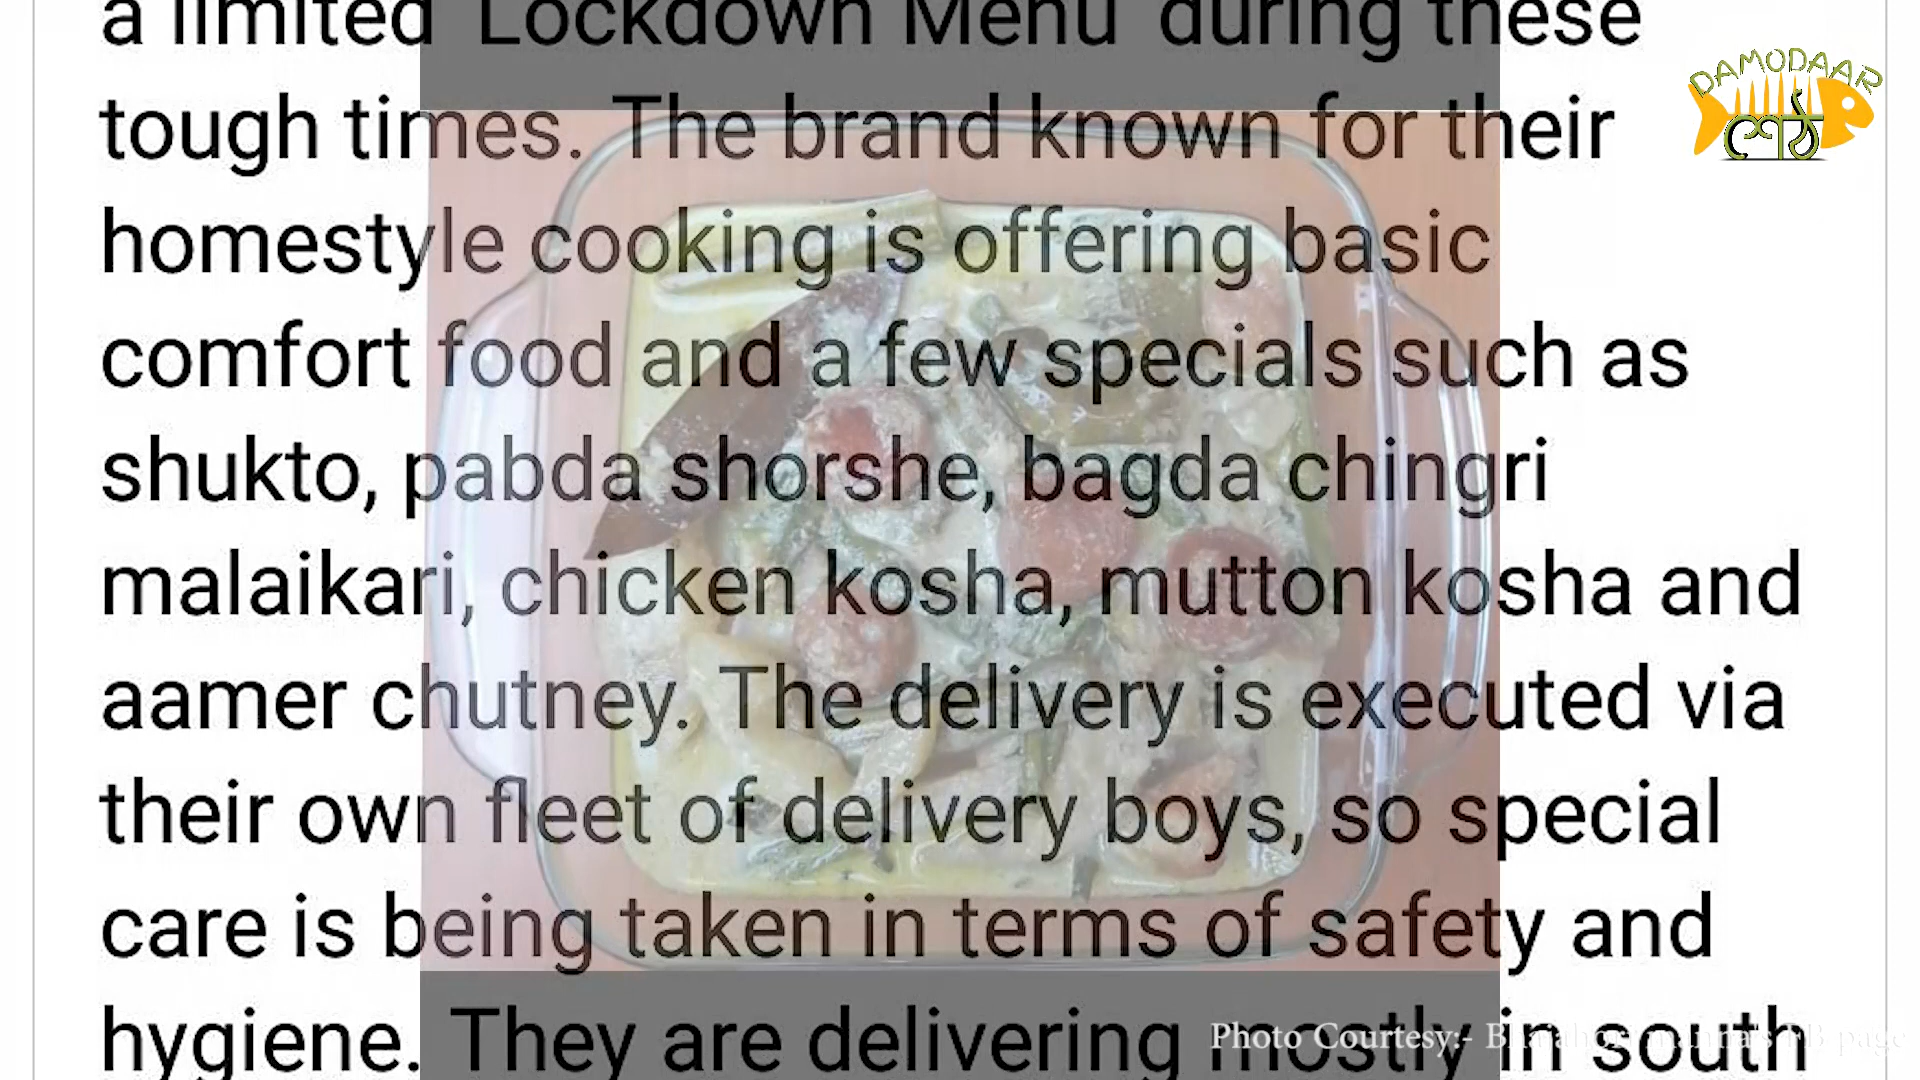 a limited 'Lockdown Menu' during these
DAMODAAR
tough times. The brand known for their
homestyle cooking is offering basic
comfort food and a few specials such as
shukto, pabda shorshe, bagda chingri
malaikari, chicken kosha, mutton kosha and
aamer chutney. The delivery is executed via
their own fleet of delivery boys, so special
care is being taken in terms of safety and
hygiene. They are delivering mostly in south
Photo Courtesy:- FB page